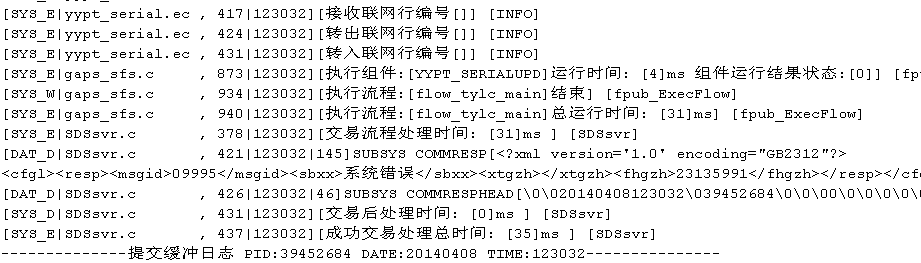 [SYS_E|yypt_serial.ec , 417|123032][接收联网行编号[]] [INFO]
[SYS_E|yypt_serial.ec , 424|123032][转出联网行编号[]] [INFO]
[SYS_E|yypt_serial.ec , 431|123032][转入联网行编号[]] [INFO]
[SYS_E|gaps_sfs.c , 873|123032][执行组件:[YYPT_SERIALUPD]运行时间: [4]ms 组件运行结果状态:[0]] [fpu
[SYS_W|gaps_sfs.c , 934|123032][执行流程:[flow_tylc_main]结束] [fpub_ExecFlow]
[SYS_E|gaps_sfs.c , 940|123032][执行流程:[flow_tylc_main]总运行时间: [31]ms] [fpub_ExecFlow]
[SYS_E|SDSsvr.c , 378|123032][交易流程处理时间: [31]ms ] [SDSsvr]
[DAT_D|SDSsvr.c , 421|123032|145]SUBSYS COMMRESP[<?xml version='1.0' encoding="GB2312"?>
<cfgl><resp><msgid>09995</msgid><sbxx>系统错误</sbxx><xtgzh></xtgzh><fhgzh>23135991</fhgzh></resp></cf
[DAT_D|SDSsvr.c , 426|123032|46]SUBSYS COMMRESPHEAD[\0\020140408123032\039452684\0\0\00\0\0\0\0\
[SYS_E|SDSsvr.c , 431|123032][交易后处理时间: [0]ms ] [SDSsvr]
[SYS_E|SDSsvr.c , 437|123032][成功交易处理总时间: [35]ms ] [SDSsvr]
--------------提交缓冲日志 PID:39452684 DATE:20140408 TIME:123032---------------